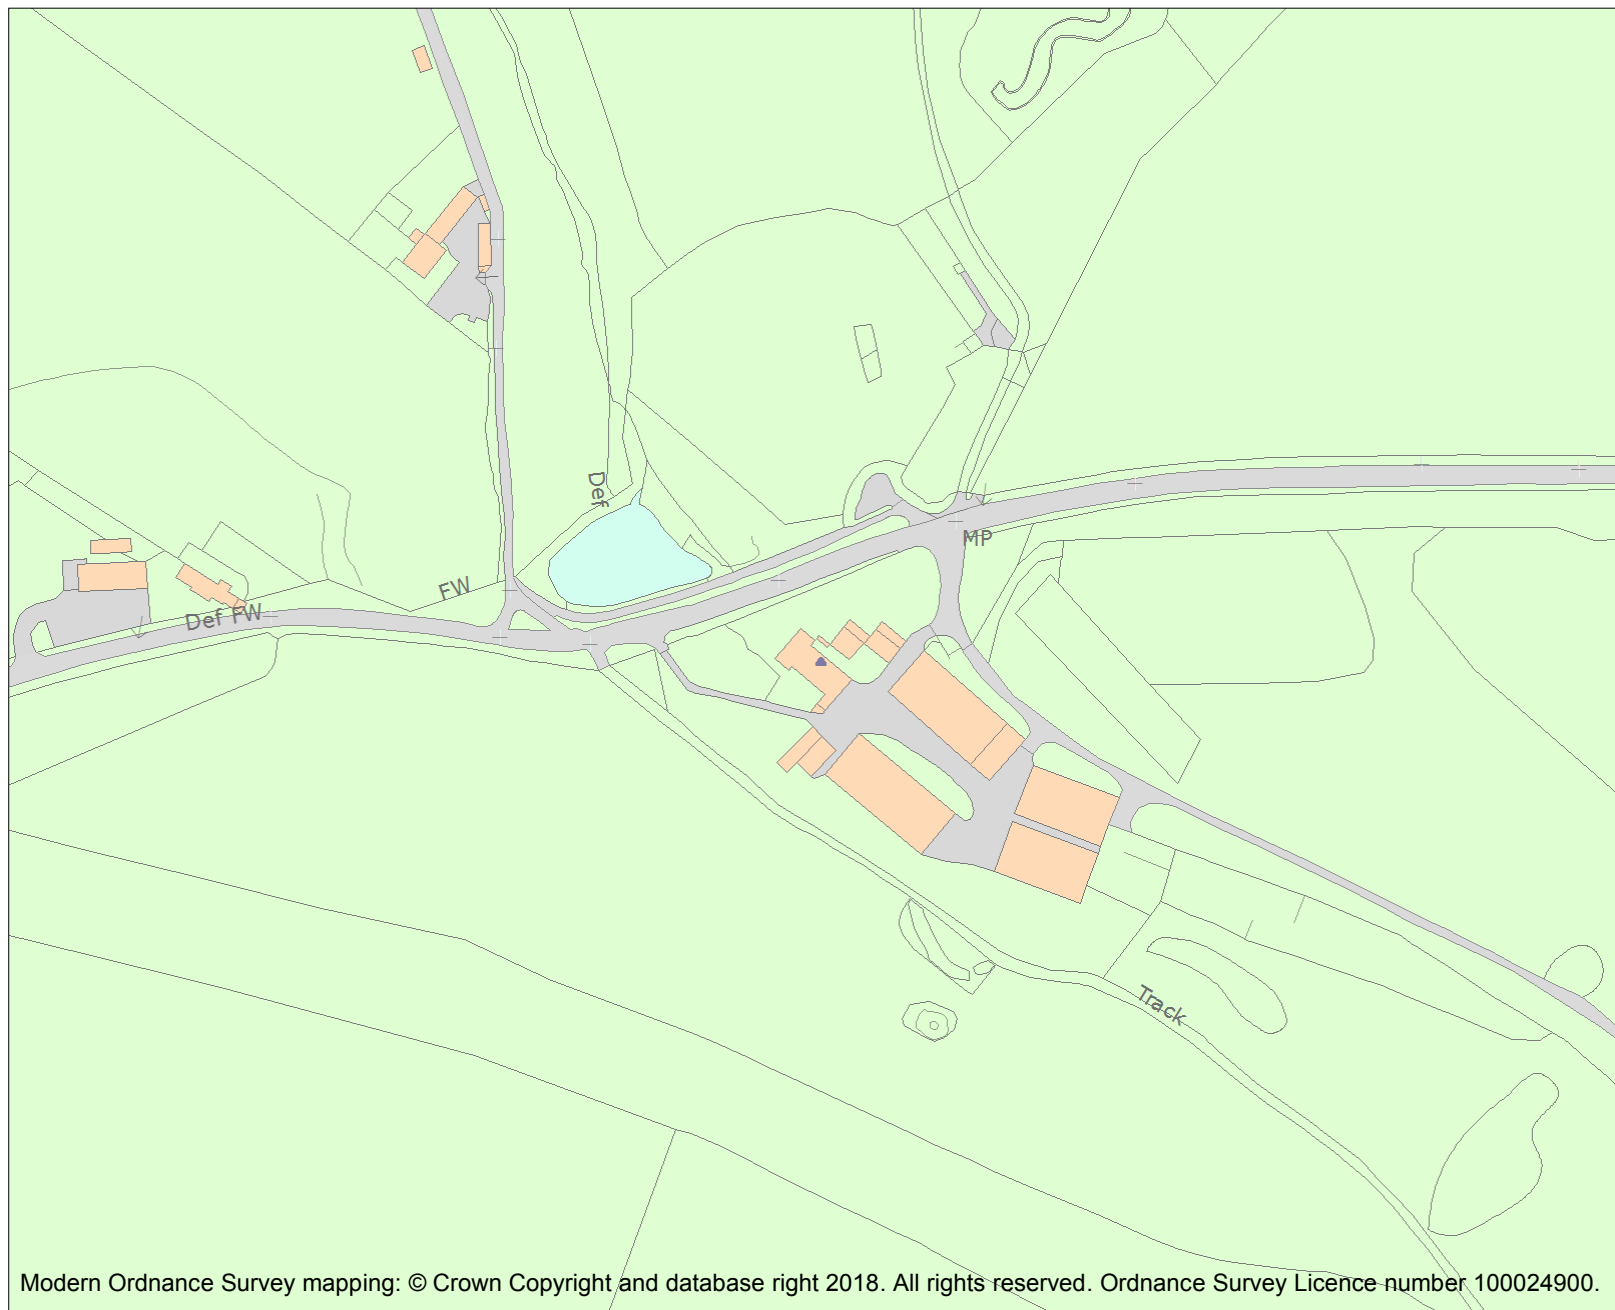 Def
MP
FW
Def FW
Track
Modern Ordnance Survey mapping: © Crown Copyright and database right 2018. All rights reserved. Ordnance Survey Licence number 100024900.